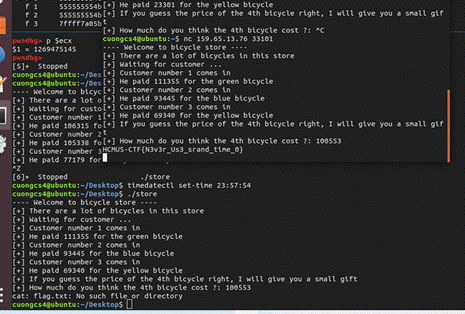 f 1 55555554b
f 2 555555554
f 3 7ffff7a05b
pwndbg> p $ecx
$1 = 1269475145
pwndbg>
[5]+ Stopped
cuongcs4@ubuntu:~/Desk
cuongcs4@ubuntu:~/Desk
---- Welcome to bicycle
[+] There are a lot o
[+] Waiting for custo
[+] Customer number 1
[+] He paid 106315 fo
[+] Customer number 2
[+] He paid 105338 fo
[+] Customer number 3
[+] He paid 77179 for
^Z
[6]+ Stopped ./store
cuongcs4@ubuntu:~/Desktop$ timedatectl set-time 23:57:54
cuongcs4@ubuntu:~/Desktop$ ./store
---- Welcome to bicycle store ----
[+] There are a lot of bicycles in this store
[+] Waiting for customer ...
[+] Customer number 1 comes in
[+] He paid 111355 for the green bicycle
[+] Customer number 2 comes in
[+] He paid 93445 for the blue bicycle
[+] Customer number 3 comes in
[+] He paid 69340 for the yellow bicycle
[+] If you guess the price of the 4th bicycle right, I will give you a small gift
[+] How much do you think the 4th bicycle cost ?: 100553
cat: flag.txt: No such file or directory
cuongcs4@ubuntu:~/Desktop$
[+] He paid 23301 for the yellow bicycle
[+] If you guess the price of the 4th bicycle right, I will give you a small gif
t
[+] How much do you think the 4th bicycle cost ?: ^C
cuongcs4@ubuntu:~$ nc 159.65.13.76 33101
---- Welcome to bicycle store ----
[+] There are a lot of bicycles in this store
[+] Waiting for customer ...
[+] Customer number 1 comes in
[+] He paid 111355 for the green bicycle
[+] Customer number 2 comes in
[+] He paid 93445 for the blue bicycle
[+] Customer number 3 comes in
[+] He paid 69340 for the yellow bicycle
[+] If you guess the price of the 4th bicycle right, I will give you a small gif
t
[+] How much do you think the 4th bicycle cost ?: 100553
HCMUS-CTF{N3v3r_Us3_srand_time_0}